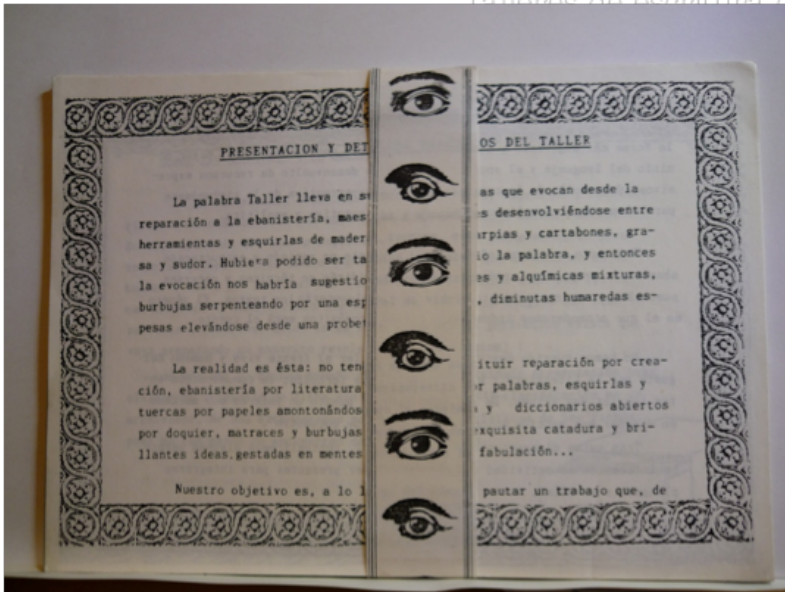 PRESENTACION Y DET OS DEL TALLER
La palabra Taller lleva en s as que evocan desde la
reparación a la ebanistería, maes s desenvolviéndose entre
herramientas y esquirlas de mader arpias y cartabones, gra-
sa y sudor. Hubiera podido ser ta io la palabra, y entonces
la evocación nos habría sugestio es y alquímicas mixturas,
burbujas serpenteando por una esp , diminutas humaredas es-
pesas elevándose desde una probet
La realidad es ésta: no ten ituir reparación por crea-
ción, ebanistería por literatura r palabras, esquirlas y
tuercas por papeles amontonándos y diccionarios abiertos
por doquier, matraces y burbujas exquisita catadura y bri-
llantes ideas.gestadas en mentes fabulación...
Nuestro objetivo es, a lo l pautar un trabajo que, de